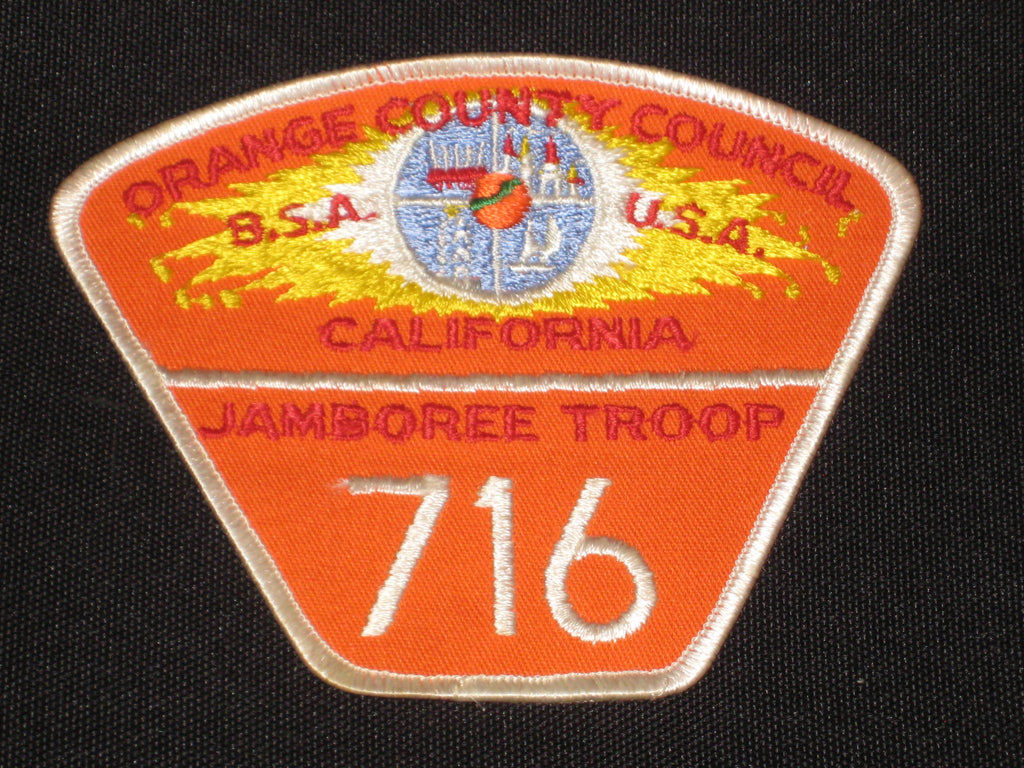 ORANGE COUNTY COUNCIL
B.S.A. U.S.A.
CALIFORNIA
JAMBOREE TROOP
716